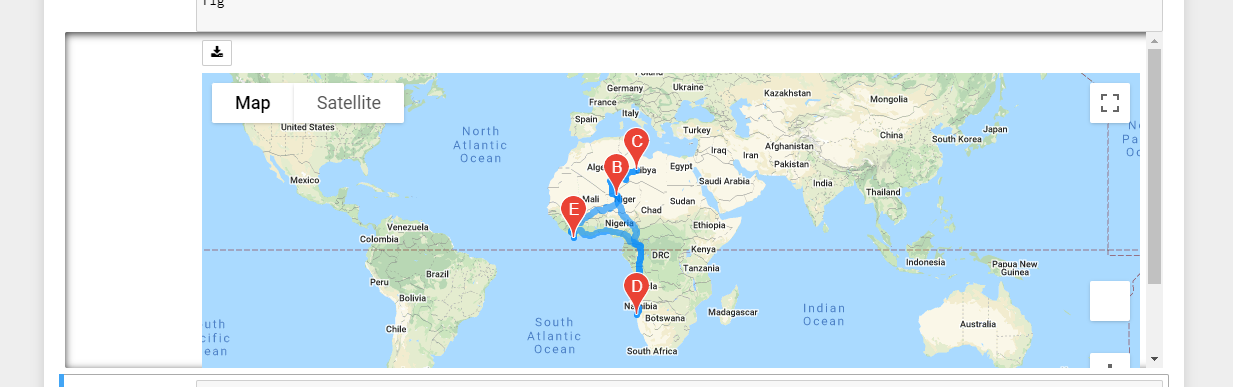 fig
Map
Satellite
Poland
Germany
Ukraine
France
Kazakhstan
Mongolia
Italy
Spain
Turkey
China
Japan
South Korea
United States
North
Atlantic
Ocean
C
Iraq
Iran
Afghanistan
Pakistan
B
Egypt
Saudi Arabia
India
Thailand
Mexico
Mali
Niger
Sudan
Chad
E
Nigeria
Ethiopia
Venezuela
Colombia
Kenya
DRC
Tanzania
Indonesia
Papua New
Guinea
Brazil
Peru
Bolivia
D
Namibia
Botswana
Madagascar
Indian
Ocean
Chile
South
Atlantic
Ocean
Australia
South Africa